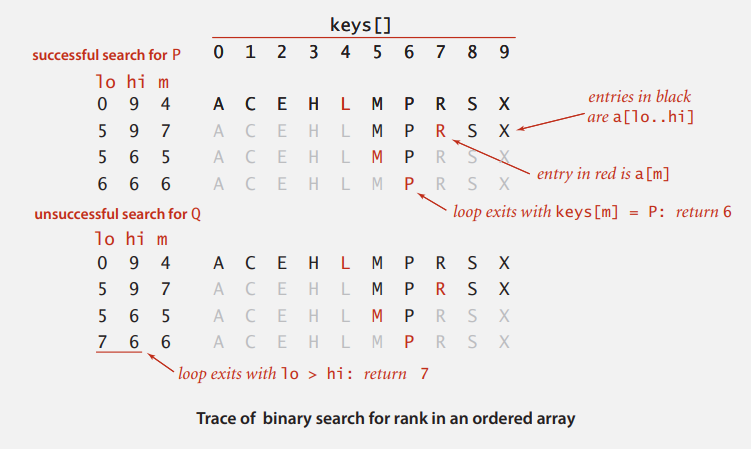 keys[]
successful search for P 0 1 2 3 4 5 6 7 8 9
lo hi m
0 9 4 A C E H L M P R S X
entries in black
are a[lo..hi]
5 9 7 A C E H L M P R S X
5 6 5 A C E H L M P R S X
entry in red is a[m]
6 6 6 A C E H L M P R S X
loop exits with keys[m] = P: return 6
unsuccessful search for Q
lo hi m
0 9 4 A C E H L M P R S X
5 9 7 A C E H L M P R S X
5 6 5 A C E H L M P R S X
7 6 6 A C E H L M P R S X
loop exits with lo > hi: return 7
Trace of binary search for rank in an ordered array